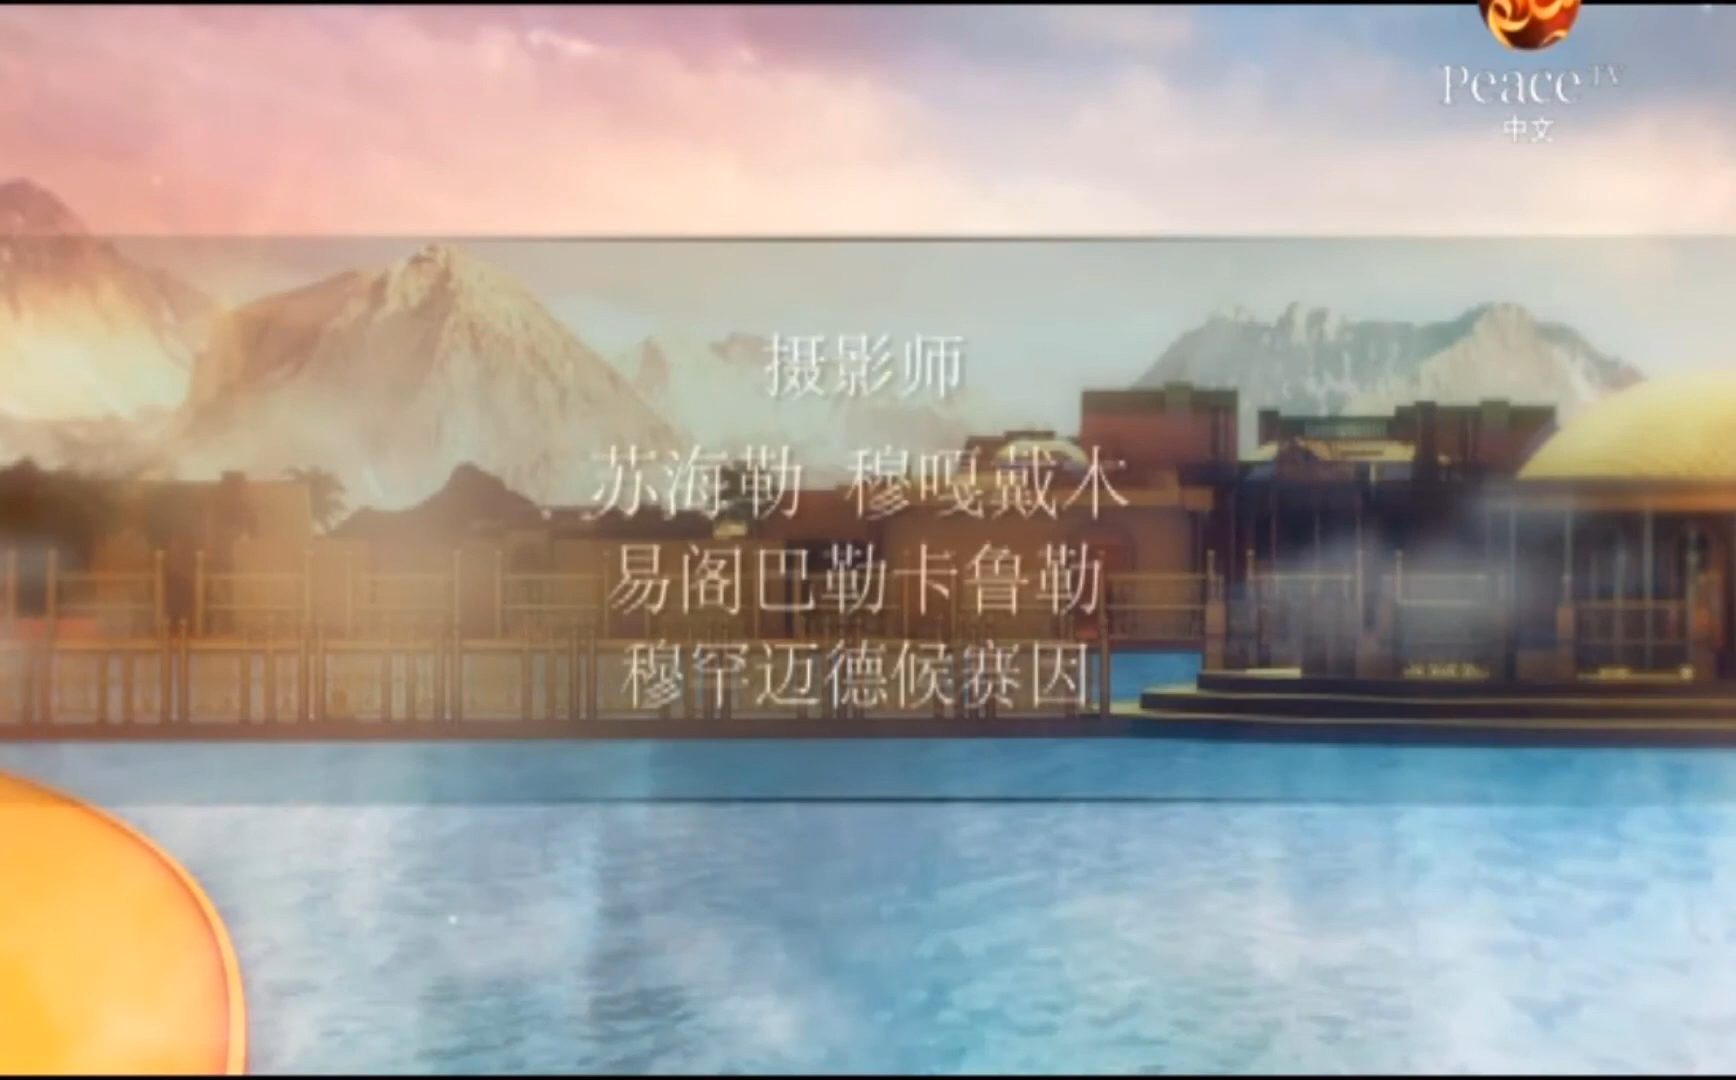 Peace TV
中文
摄影师
苏海勒 穆嘎戴木
易阁巴勒卡鲁勒
穆罕迈德候赛因